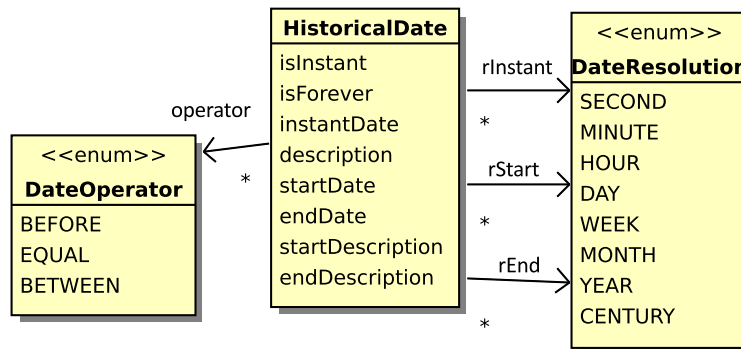 HistoricalDate
isInstant
isForever
instantDate
description
startDate
endDate
startDescription
endDescription
operator
*
<<enum>>
DateOperator
BEFORE
EQUAL
BETWEEN
rInstant
*
rStart
*
rEnd
*
<<enum>>
DateResolution
SECOND
MINUTE
HOUR
DAY
WEEK
MONTH
YEAR
CENTURY